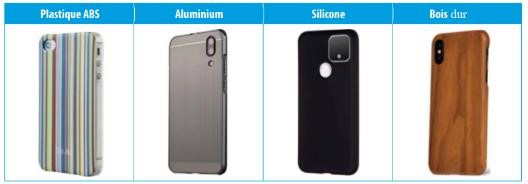 Plastique ABS
Aluminium
Silicone
Bois dur